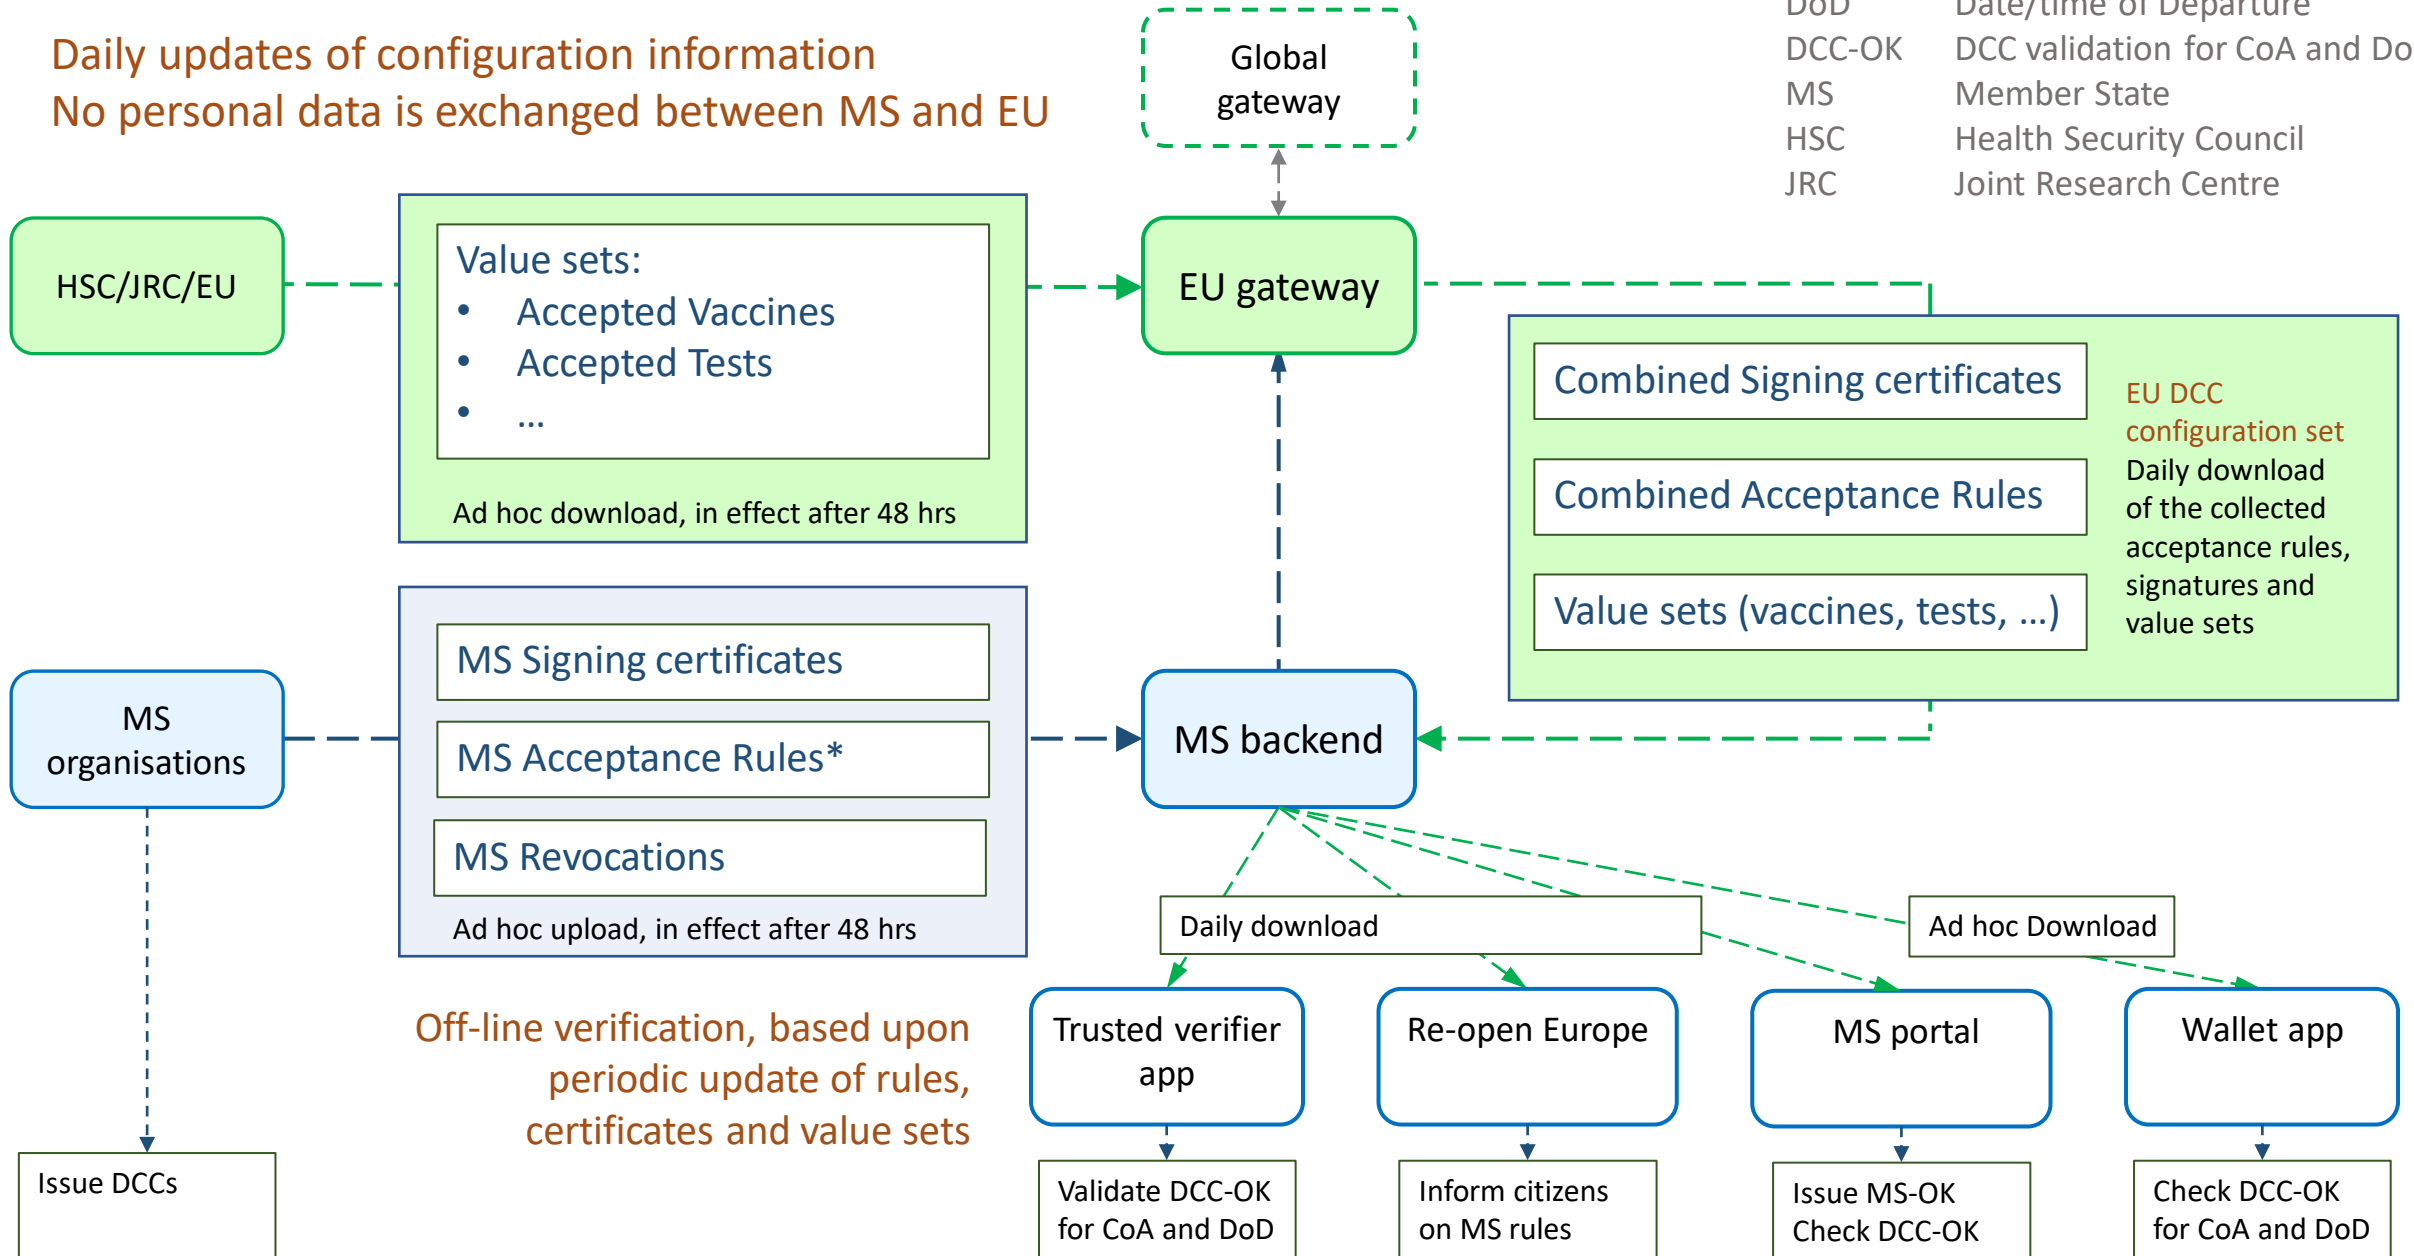 Daily updates of configuration information
No personal data is exchanged between MS and EU
Global
gateway
DoD Date/time of Departure
DCC-OK DCC validation for CoA and Do
MS Member State
HSC Health Security Council
JRC Joint Research Centre
HSC/JRC/EU
Value sets:
• Accepted Vaccines
• Accepted Tests
• ...
Ad hoc download, in effect after 48 hrs
EU gateway
Combined Signing certificates
Combined Acceptance Rules
Value sets (vaccines, tests, ...)
EU DCC
configuration set
Daily download
of the collected
acceptance rules,
signatures and
value sets
MS
organisations
MS Signing certificates
MS Acceptance Rules*
MS Revocations
Ad hoc upload, in effect after 48 hrs
MS backend
Daily download
Ad hoc Download
Off-line verification, based upon
periodic update of rules,
certificates and value sets
Trusted verifier
app
Re-open Europe
MS portal
Wallet app
Issue DCCs
Validate DCC-OK
for CoA and DoD
Inform citizens
on MS rules
Issue MS-OK
Check DCC-OK
Check DCC-OK
for CoA and DoD